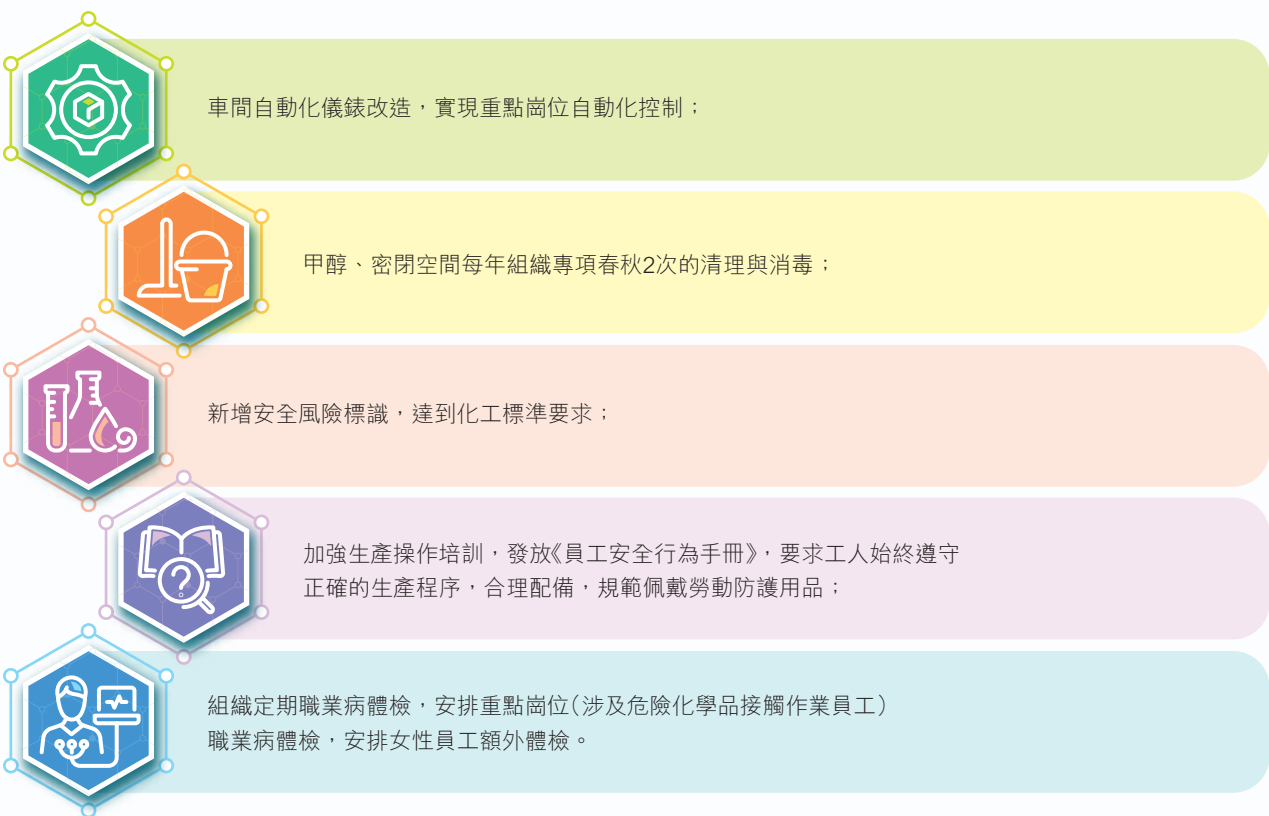 車間自動化儀錶改造，實現重點崗位自動化控制；
甲醇、密閉空間每年組織專項春秋2次的清理與消毒；
新增安全風險標識，達到化工標準要求；
加強生產操作培訓，發放《員工安全行為手冊》，要求工人始終遵守
正確的生產程序，合理配備，規範佩戴勞動防護用品；
組織定期職業病體檢，安排重點崗位（涉及危險化學品接觸作業員工）
職業病體檢，安排女性員工額外體檢。